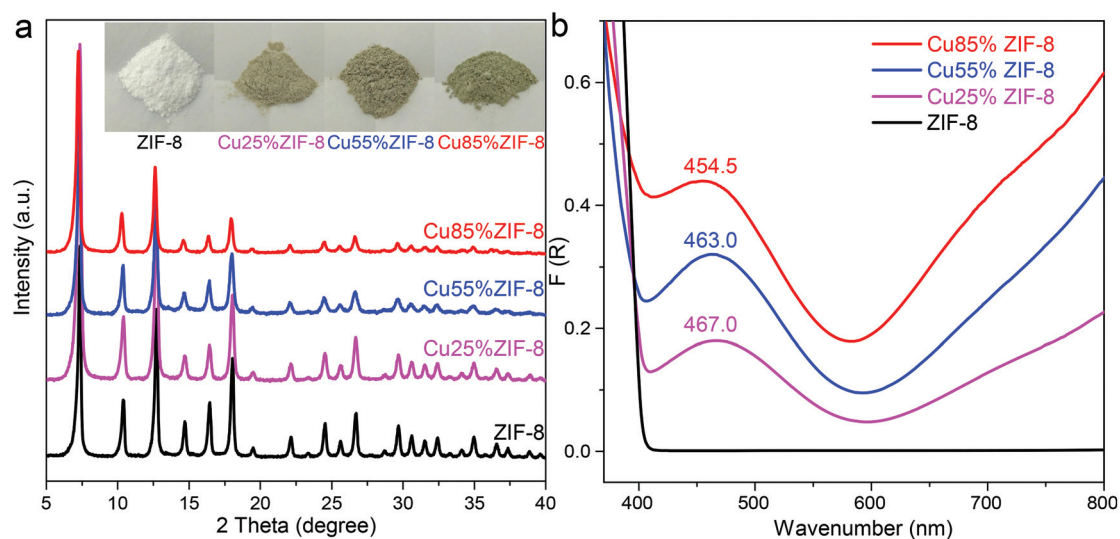 a
ZIF-8
Cu25%ZIF-8
Cu55%ZIF-8
Cu85%ZIF-8
Cu85%ZIF-8
Cu55%ZIF-8
Cu25%ZIF-8
ZIF-8
Intensity (a.u.)
5
10
15
20
25
30
35
40
2 Theta (degree)
b
Cu85% ZIF-8
Cu55% ZIF-8
Cu25% ZIF-8
ZIF-8
454.5
463.0
467.0
F (R)
0.6
0.4
0.2
0.0
400
500
600
700
800
Wavenumber (nm)